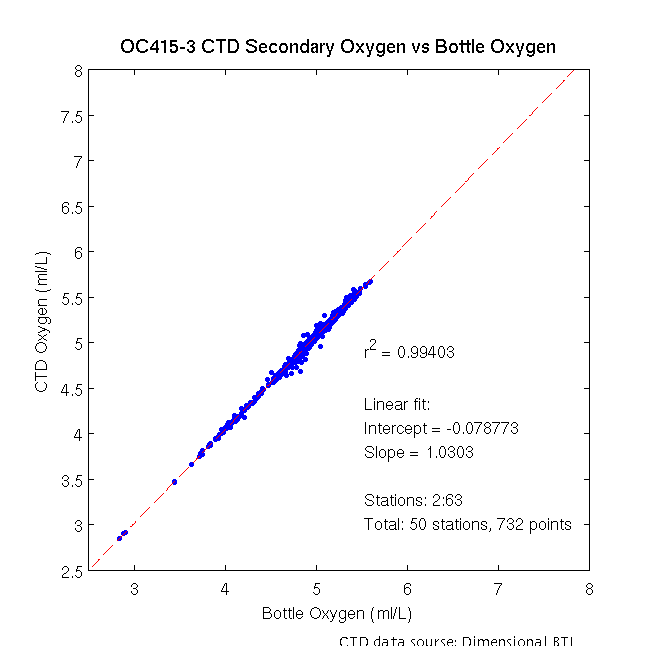 OC415-3 CTD Secondary Oxygen vs Bottle Oxygen
8
7.5
7
6.5
6
5.5
5
4.5
4
3.5
3
2.5
CTD Oxygen (ml/L)
r2 = 0.99403
Linear fit:
Intercept = -0.078773
Slope = 1.0303
Stations: 2:63
Total: 50 stations, 732 points
3 4 5 6 7 8
Bottle Oxygen (ml/L)
CTD data sourse: Dimensional BTL